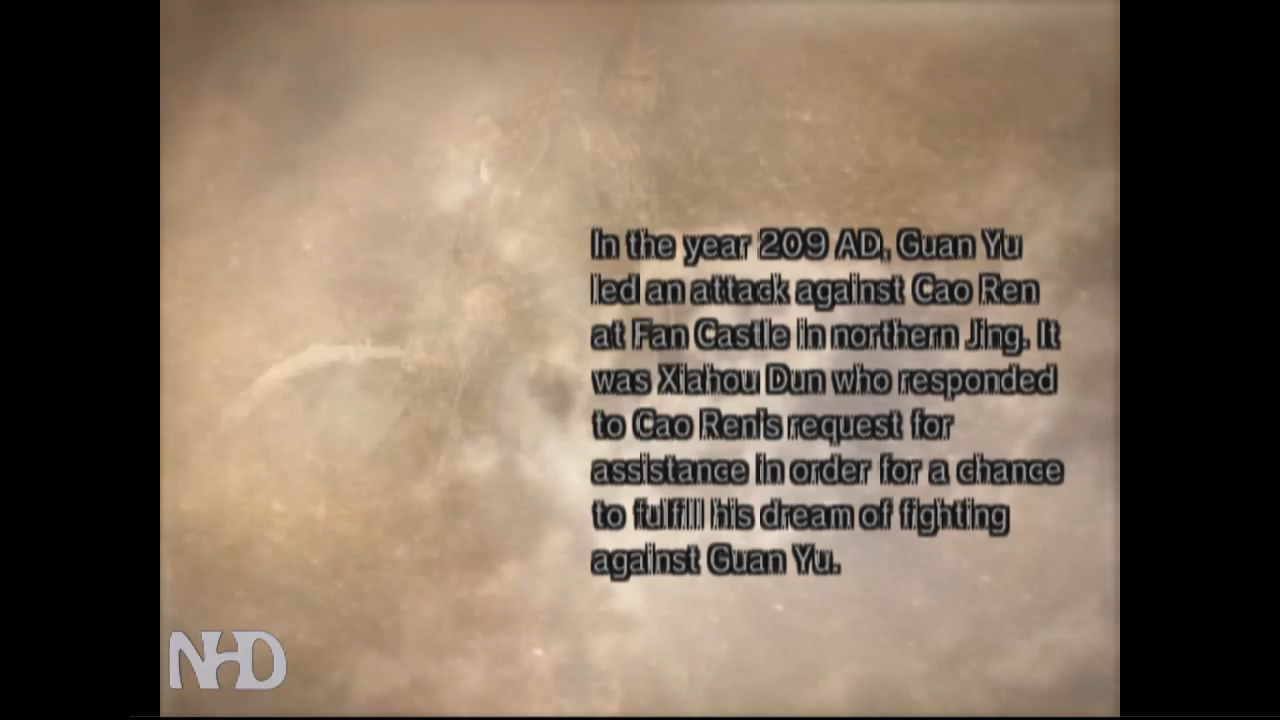 In the year 209 AD, Guan Yu
led an attack against Cao Ren
at Fan Castle in northern Jing. It
was Xiahou Dun who responded
to Cao Ren's request for
assistance in order for a chance
to fulfill his dream of fighting
against Guan Yu.
NHD